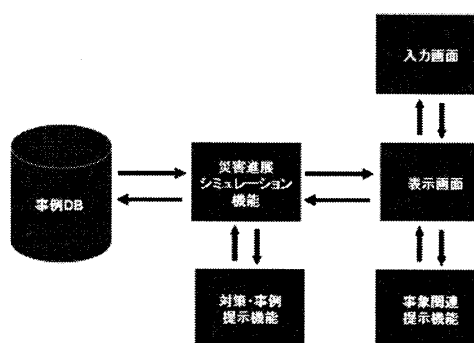 入力画面
事例DB
災害進展
シミュレーション
機能
表示画面
対策・事例
提示機能
事象関連
提示機能